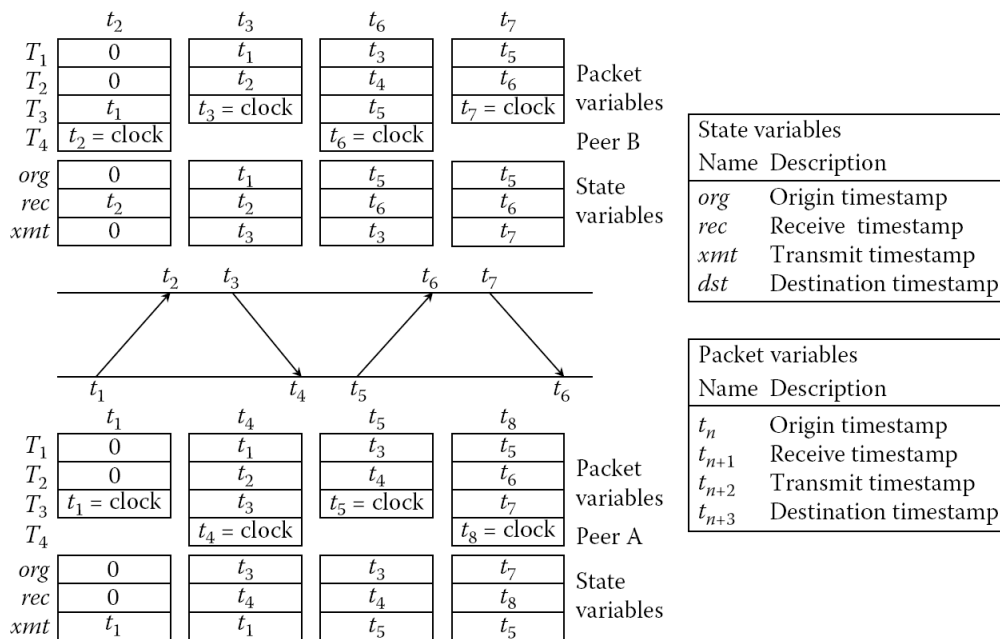 t2 t3 t6 t7
T1 0 t1 t3 t5
T2 0 t2 t4 t6 Packet
T3 t1 t3 = clock t5 t7 = clock variables
T4 t2 = clock t6 = clock Peer B
org 0 t1 t5 t5 State
rec t2 t2 t6 t6 variables
xmt 0 t3 t3 t7
t2 t3 t6 t7
t1 t4 t5 t6
t1 t4 t5 t8
T1 0 t1 t3 t5
T2 0 t2 t4 t6 Packet
T3 t1 = clock t3 t5 = clock t7 variables
T4 t4 = clock t8 = clock Peer A
org 0 t3 t3 t7 State
rec 0 t4 t4 t8 variables
xmt t1 t1 t5 t5
State variables
Name Description
org Origin timestamp
rec Receive timestamp
xmt Transmit timestamp
dst Destination timestamp
Packet variables
Name Description
tn Origin timestamp
tn+1 Receive timestamp
tn+2 Transmit timestamp
tn+3 Destination timestamp